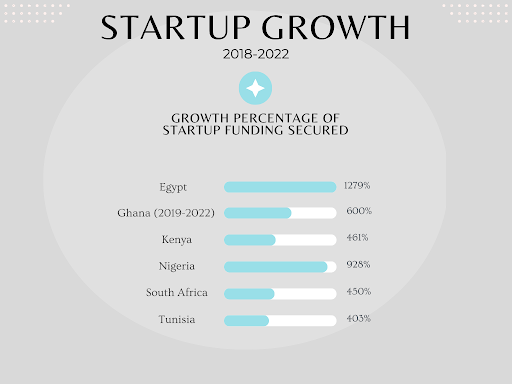 STARTUP GROWTH
2018-2022
GROWTH PERCENTAGE OF
STARTUP FUNDING SECURED
Egypt 1279%
Ghana (2019-2022) 600%
Kenya 461%
Nigeria 928%
South Africa 450%
Tunisia 403%